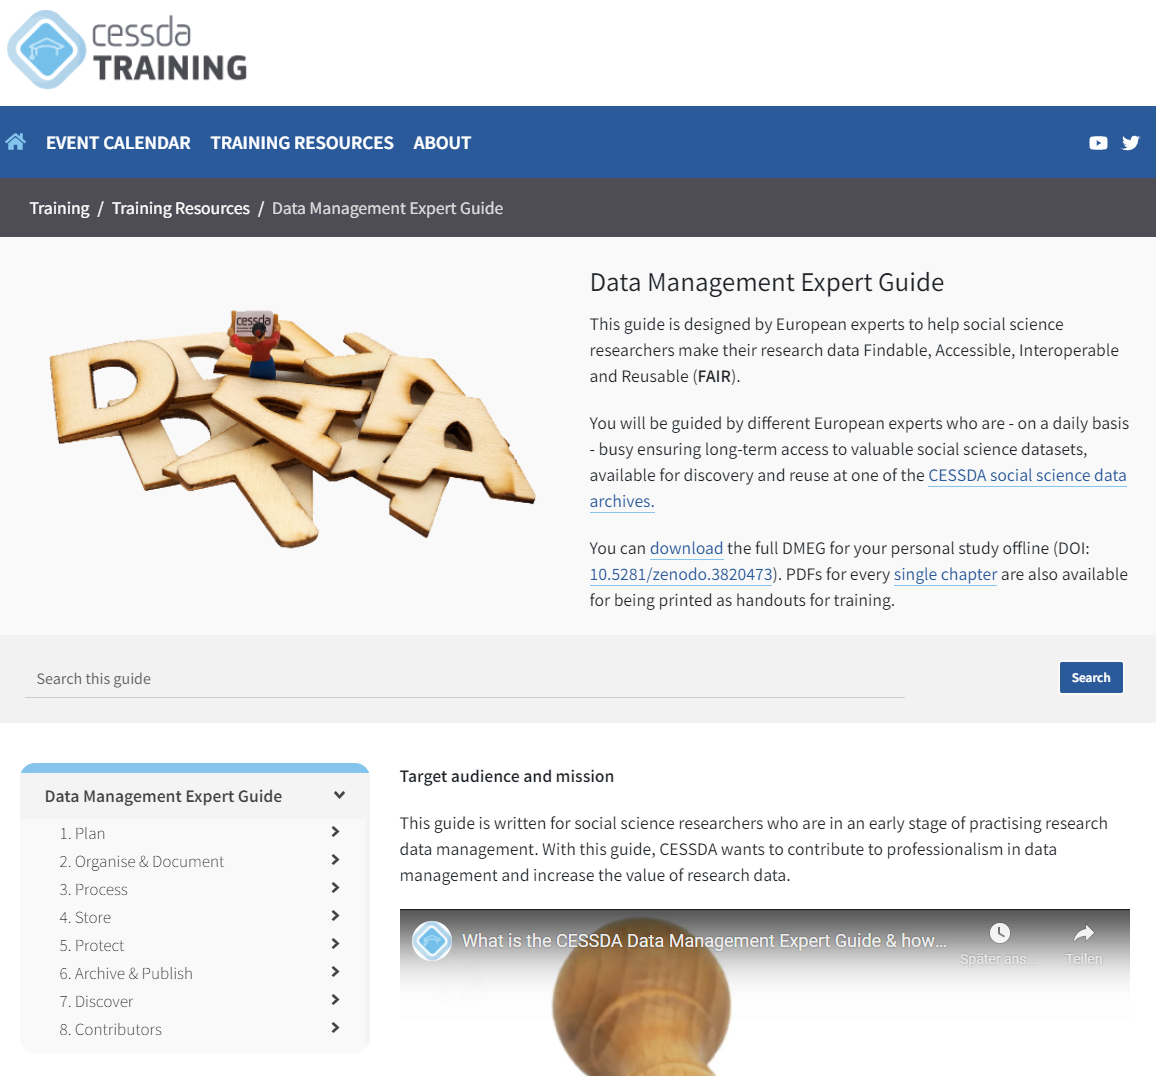 cessda
TRAINING
EVENT CALENDAR TRAINING RESOURCES ABOUT
Training / Training Resources / Data Management Expert Guide
cessda
DATA
Data Management Expert Guide
This guide is designed by European experts to help social science
researchers make their research data Findable, Accessible, Interoperable
and Reusable (FAIR).
You will be guided by different European experts who are - on a daily basis
- busy ensuring long-term access to valuable social science datasets,
available for discovery and reuse at one of the CESSDA social science data
archives.
You can download the full DMEG for your personal study offline (DOI:
10.5281/zenodo.3820473). PDFs for every single chapter are also available
for being printed as handouts for training.
Search this guide
Search
Data Management Expert Guide
1. Plan
2. Organise & Document
3. Process
4. Store
5. Protect
6. Archive & Publish
7. Discover
8. Contributors
Target audience and mission
This guide is written for social science researchers who are in an early stage of practising research
data management. With this guide, CESSDA wants to contribute to professionalism in data
management and increase the value of research data.
What is the CESSDA Data Management Expert Guide & how...
Später ans...
Teilen